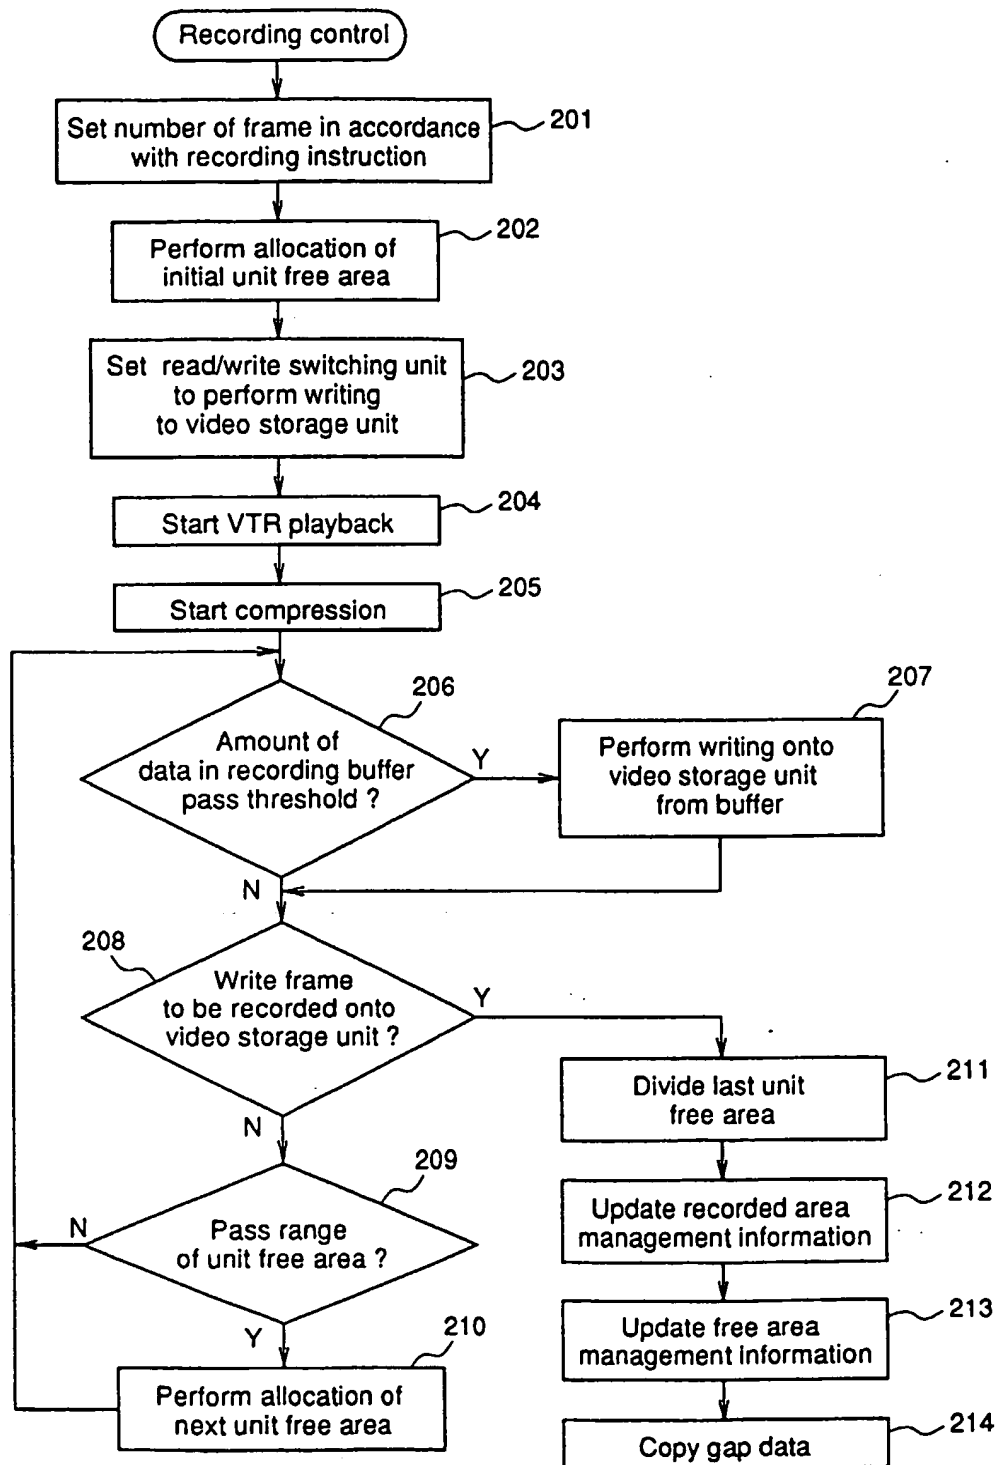 Recording control
Set number of frame in accordance
with recording instruction
201
Perform allocation of
initial unit free area
202
Set read/write switching unit
to perform writing
to video storage unit
203
Start VTR playback
204
Start compression
205
206
Amount of
data in recording buffer
pass threshold ?
Y
N
207
Perform writing onto
video storage unit
from buffer
208
Write frame
to be recorded onto
video storage unit ?
Y
N
209
Pass range
of unit free area ?
N
Y
210
Perform allocation of
next unit free area
Divide last unit
free area
211
Update recorded area
management information
212
Update free area
management information
213
Copy gap data
214